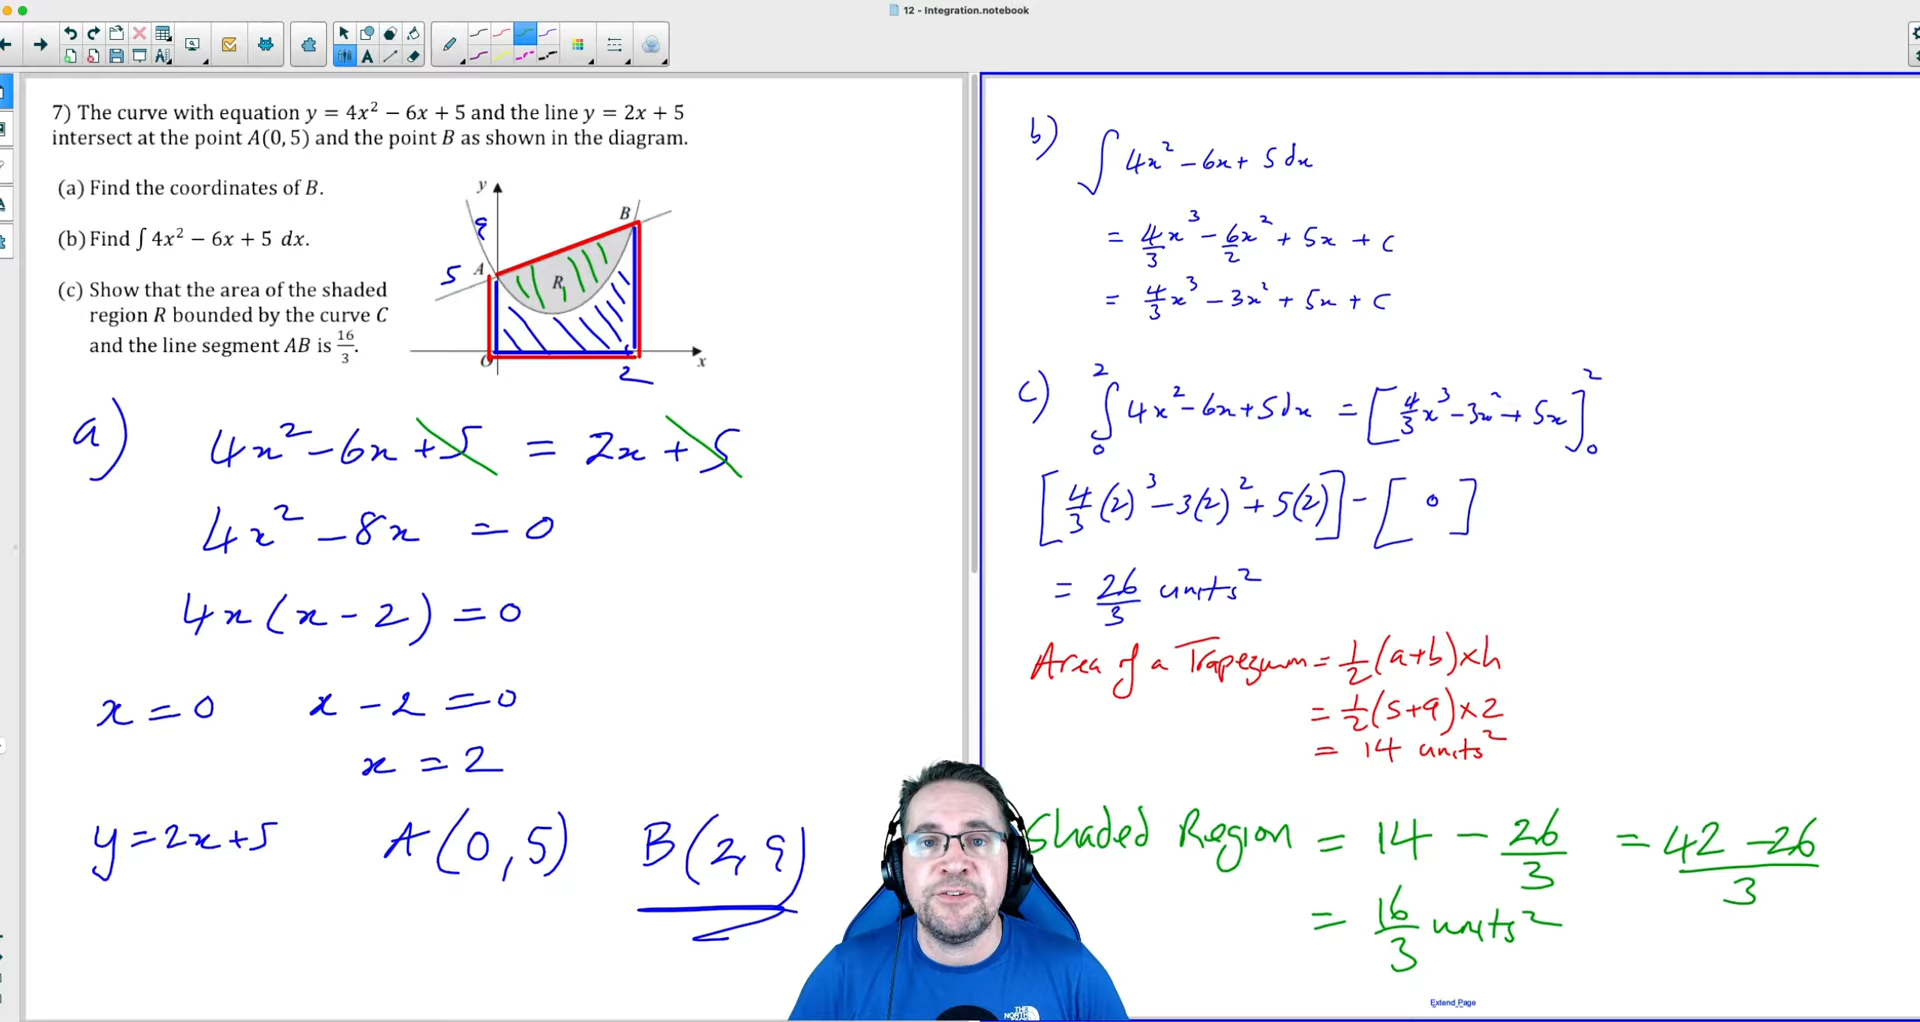 12 - Integration.notebook
7) The curve with equation y = 4x² − 6x + 5 and the line y = 2x + 5
intersect at the point A(0, 5) and the point B as shown in the diagram.
(a) Find the coordinates of B.
(b) Find ∫ 4x² − 6x + 5 dx.
(c) Show that the area of the shaded
region R bounded by the curve C
and the line segment AB is 16/3.
y
9
B
5
A
R,
O
2
x
a)
4x² − 6x + 5 = 2x + 5
4x² − 8x = 0
4x(x − 2) = 0
x = 0 x − 2 = 0
x = 2
y = 2x + 5 A(0, 5) B(2, 9)
b)
∫ 4x² − 6x + 5 dx
= 4/3 x³ − 6/2 x² + 5x + c
= 4/3 x³ − 3x² + 5x + c
c)
∫₀² 4x² − 6x + 5 dx = [4/3 x³ − 3x² + 5x]₀²
[4/3 (2)³ − 3(2)² + 5(2)] − [0]
= 26/3 units²
Area of a Trapezium = 1/2 (a+b) × h
= 1/2 (5+9) × 2
= 14 units²
Shaded Region = 14 − 26/3 = (42 − 26)/3
= 16/3 units²
THE
NORTH
Extend Page